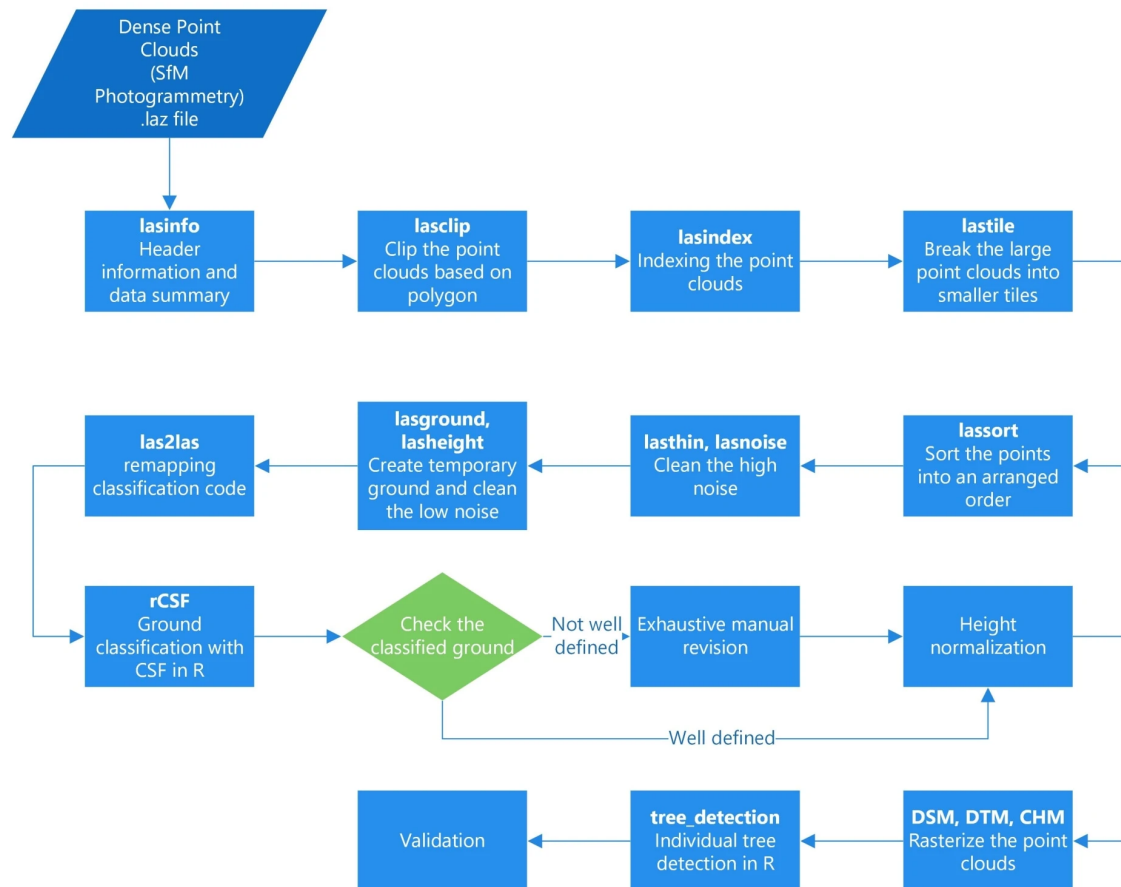 Dense Point
Clouds
(SfM
Photogrammetry)
.laz file
lasinfo
Header
information and
data summary
lasclip
Clip the point
clouds based on
polygon
lasindex
Indexing the point
clouds
lastile
Break the large
point clouds into
smaller tiles
las2las
remapping
classification code
lasground,
lasheight
Create temporary
ground and clean
the low noise
lasthin, lasnoise
Clean the high
noise
lassort
Sort the points
into an arranged
order
rCSF
Ground
classification with
CSF in R
Check the
classified ground
Not well
defined
Exhaustive manual
revision
Height
normalization
Well defined
Validation
tree_detection
Individual tree
detection in R
DSM, DTM, CHM
Rasterize the point
clouds